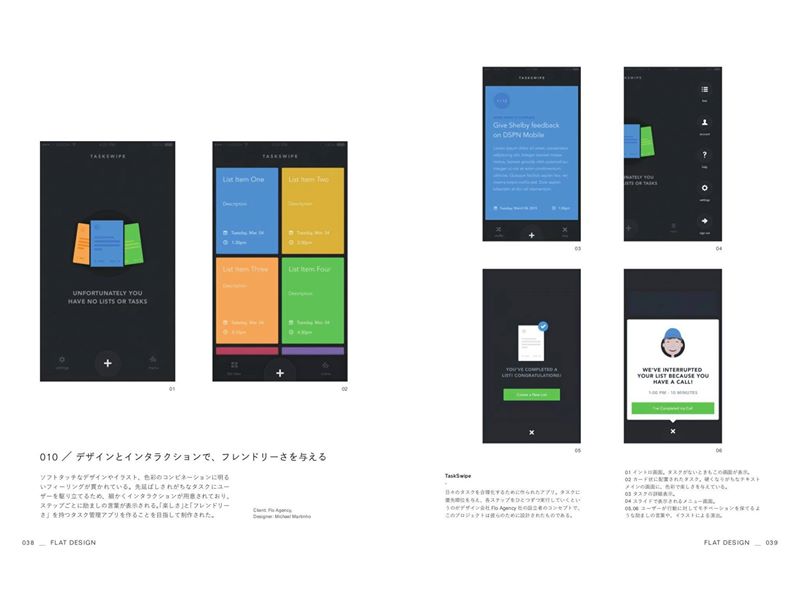 TASKSWIPE
UNFORTUNATELY YOU
HAVE NO LISTS OR TASKS
settings
01
TASKSWIPE
List Item One
Description
Tuesday, Mar. 04
1:30pm
List Item Two
Description
Tuesday, Mar. 04
List Item Three
Description
Tuesday, Mar. 04
List Item Four
Description
Tuesday, Mar. 04
02
TASKSWIPE
Give Shelby feedback
on DSPN Mobile
03
KSWIPE
account
help
settings
sign out
TUNATELY YOU
ISTS OR TASKS
04
YOU'VE COMPLETED A
LIST! CONGRATULATIONS!
Create a New List
05
WE'VE INTERRUPTED
YOUR LIST BECAUSE YOU
HAVE A CALL!
1:00 PM - 10 MINUTES
I've Completed my Call
06
010 ／ デザインとインタラクションで、フレンドリーさを与える
ソフトタッチなデザインやイラスト、色彩のコンビネーションに明る
いフィーリングが貫かれている。先延ばしされがちなタスクにユー
ザーを駆り立てるため、細かくインタラクションが用意されており、
ステップごとに励ましの言葉が表示される。「楽しさ」と「フレンドリー
さ」を持つタスク管理アプリを作ることを目指して制作された。
Client: Flo Agency,
Designer: Michael Martinho
TaskSwipe
-
日々のタスクを合理化するために作られたアプリ。タスクに
優先順位を与え、各ステップをひとつずつ実行していくとい
うのがデザイン会社 Flo Agency 社の設立者のコンセプトで、
このプロジェクトは彼らのために設計されたものである。
01 イントロ画面。タスクがないときもこの画面が表示。
02 カード状に配置されたタスク。硬くなりがちなテキスト
メインの画面に、色彩で楽しさを与えている。
03 タスクの詳細表示。
04 スライドで表示されるメニュー画面。
05,06 ユーザーが行動に対してモチベーションを保てるよ
うな励ましの言葉や、イラストによる演出。
038 __ FLAT DESIGN
FLAT DESIGN __ 039